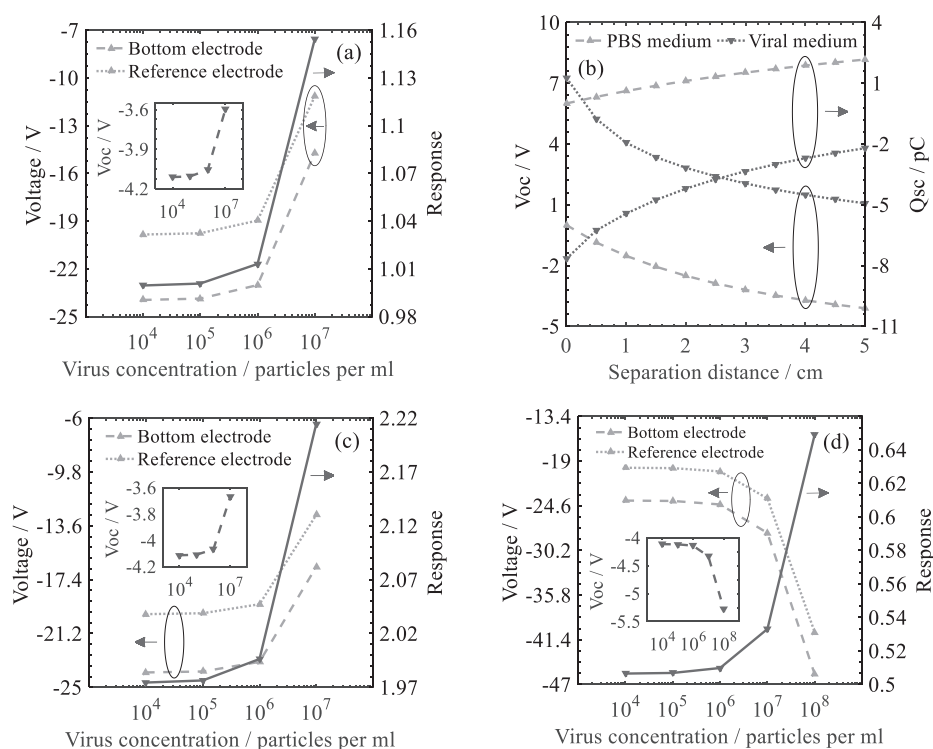 -7
-10
-13
-16
-19
-22
-25
Voltage / V
1.16
1.13
1.1
1.07
1.04
1.01
0.98
Response
(a)
Bottom electrode
Reference electrode
-3.6
-3.9
-4.2
Voc / V
10^4 10^7
10^4 10^5 10^6 10^7
Virus concentration / particles per ml
10
7
4
1
-2
-5
Voc / V
4
1
-2
-5
-8
-11
Qsc / pC
PBS medium Viral medium
(b)
0 1 2 3 4 5
Separation distance / cm
-6
-9.8
-13.6
-17.4
-21.2
-25
Voltage / V
2.22
2.17
2.13
2.08
2.04
1.97
Response
(c)
Bottom electrode
Reference electrode
-3.6
-3.8
-4
-4.2
Voc / V
10^4 10^7
10^4 10^5 10^6 10^7
Virus concentration / particles per ml
-13.4
-19
-24.6
-30.2
-35.8
-41.4
-47
Voltage / V
0.64
0.61
0.58
0.56
0.53
0.5
Response
(d)
Bottom electrode
Reference electrode
-4
-4.5
-5
-5.5
Voc / V
10^4 10^6 10^8
10^4 10^5 10^6 10^7 10^8
Virus concentration / particles per ml